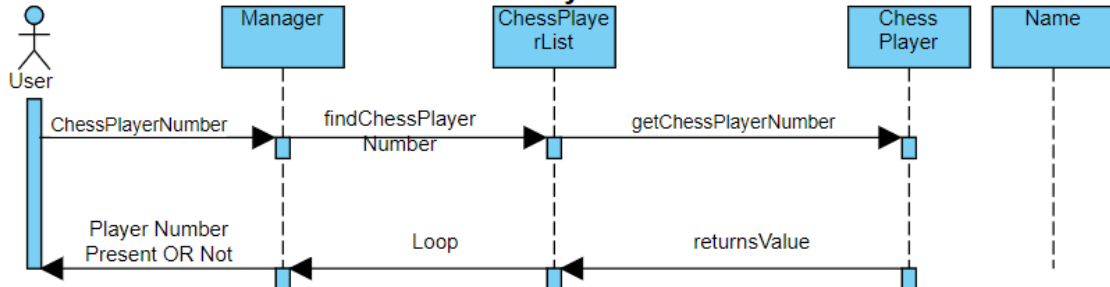 Manager
ChessPlaye
rList
Chess
Player
Name
User
ChessPlayerNumber
findChessPlayer
Number
getChessPlayerNumber
Player Number
Present OR Not
Loop
returnsValue